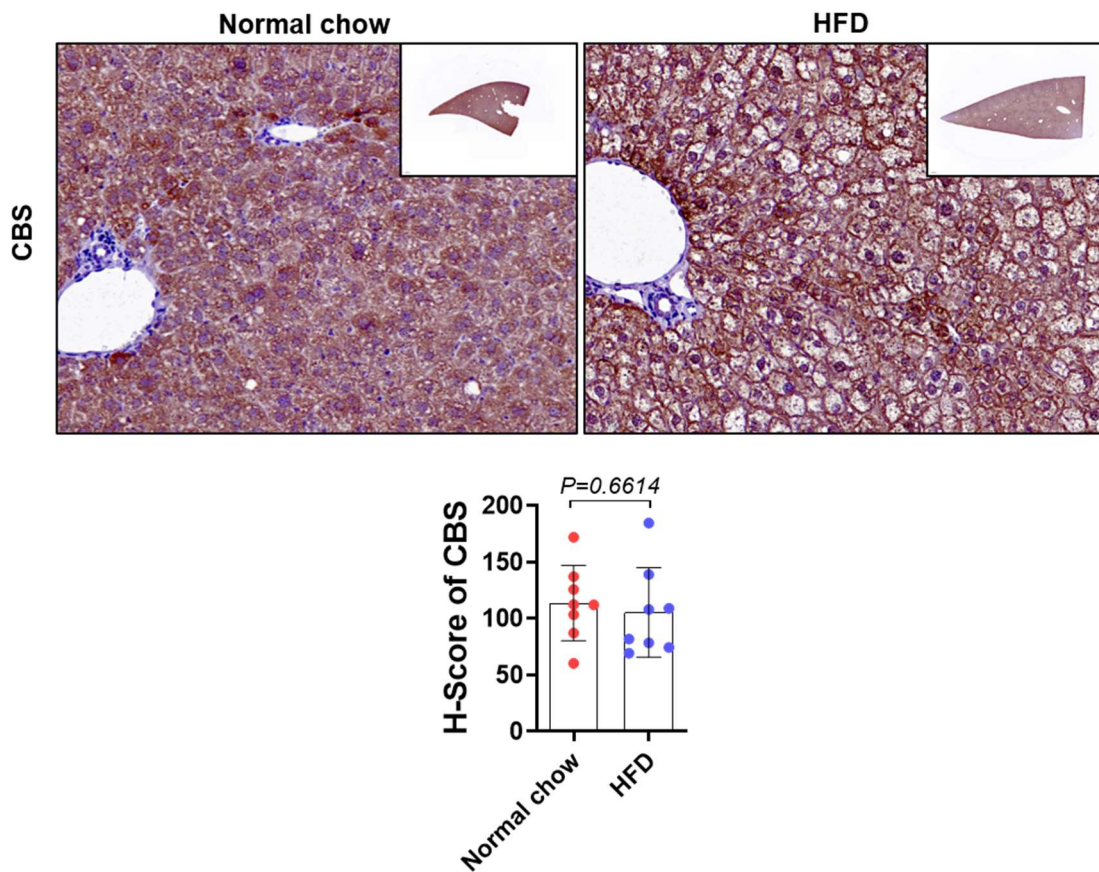 Normal chow
HFD
CBS
P=0.6614
H-Score of CBS
200
150
100
50
0
Normal chow
HFD